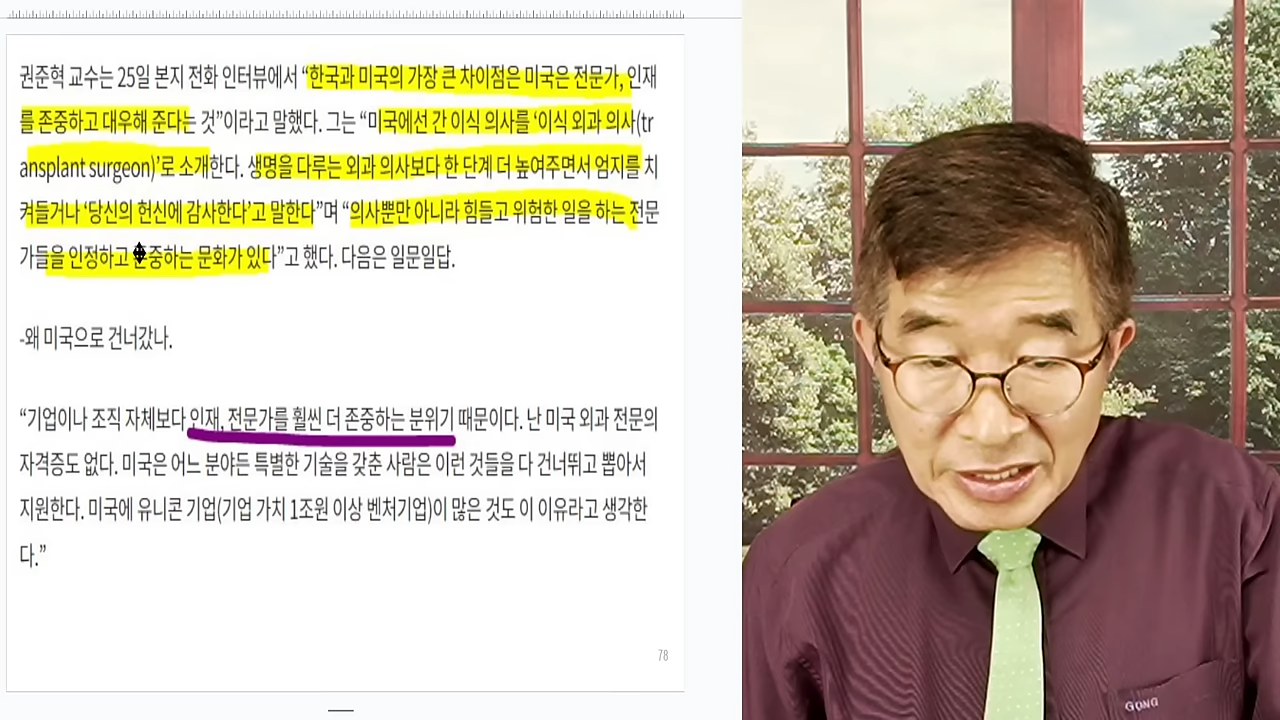 권준혁 교수는 25일 본지 전화 인터뷰에서 “한국과 미국의 가장 큰 차이점은 미국은 전문가, 인재
를 존중하고 대우해 준다는 것”이라고 말했다. 그는 “미국에선 간 이식 의사를 ‘이식 외과 의사(tr
ansplant surgeon)’로 소개한다. 생명을 다루는 외과 의사보다 한 단계 더 높여주면서 엄지를 치
켜들거나 ‘당신의 헌신에 감사한다’고 말한다”며 “의사뿐만 아니라 힘들고 위험한 일을 하는 전문
가들을 인정하고 존중하는 문화가 있다”고 했다. 다음은 일문일답.
-왜 미국으로 건너갔나.
“기업이나 조직 자체보다 인재, 전문가를 훨씬 더 존중하는 분위기 때문이다. 난 미국 외과 전문의
자격증도 없다. 미국은 어느 분야든 특별한 기술을 갖춘 사람은 이런 것들을 다 건너뛰고 뽑아서
지원한다. 미국에 유니콘 기업(기업 가치 1조원 이상 벤처기업)이 많은 것도 이 이유라고 생각한
다.”
78
GONG